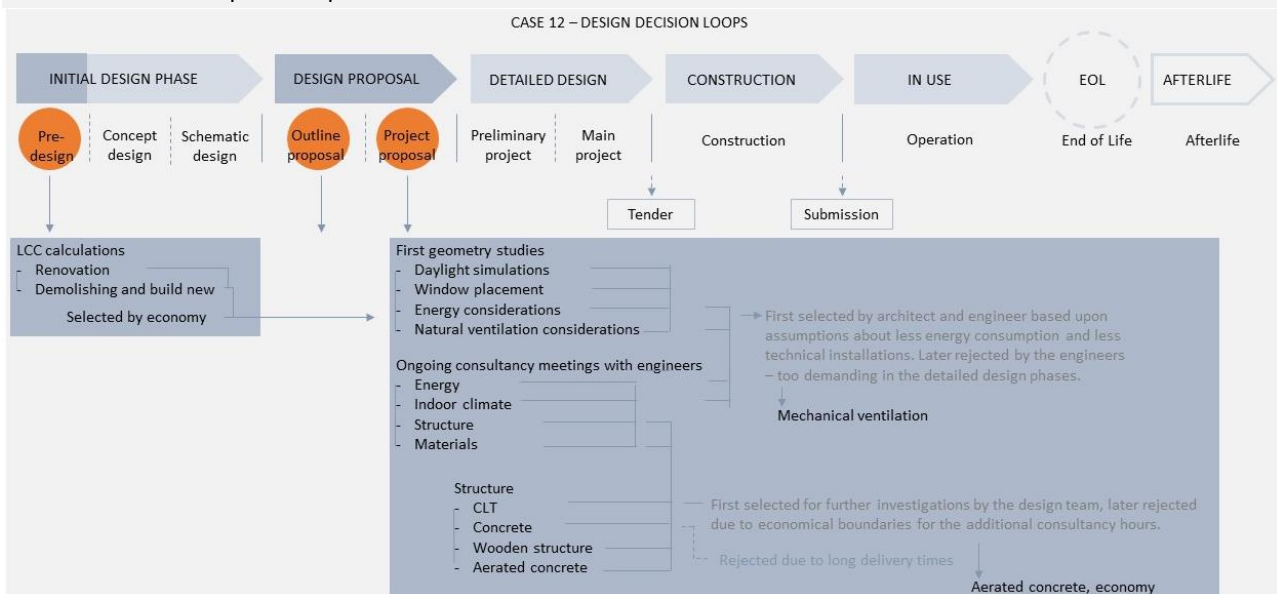 CASE 12 – DESIGN DECISION LOOPS
INITIAL DESIGN PHASE
DESIGN PROPOSAL
DETAILED DESIGN
CONSTRUCTION
IN USE
EOL
AFTERLIFE
Pre-
design
Concept
design
Schematic
design
Outline
proposal
Project
proposal
Preliminary
project
Main
project
Construction
Operation
End of Life
Afterlife
Tender
Submission
LCC calculations
- Renovation
- Demolishing and build new
Selected by economy
First geometry studies
- Daylight simulations
- Window placement
- Energy considerations
- Natural ventilation considerations
First selected by architect and engineer based upon
assumptions about less energy consumption and less
technical installations. Later rejected by the engineers
– too demanding in the detailed design phases.
Mechanical ventilation
Ongoing consultancy meetings with engineers
- Energy
- Indoor climate
- Structure
- Materials
Structure
- CLT
- Concrete
- Wooden structure
- Aerated concrete
First selected for further investigations by the design team, later rejected
due to economical boundaries for the additional consultancy hours.
Rejected due to long delivery times
Aerated concrete, economy